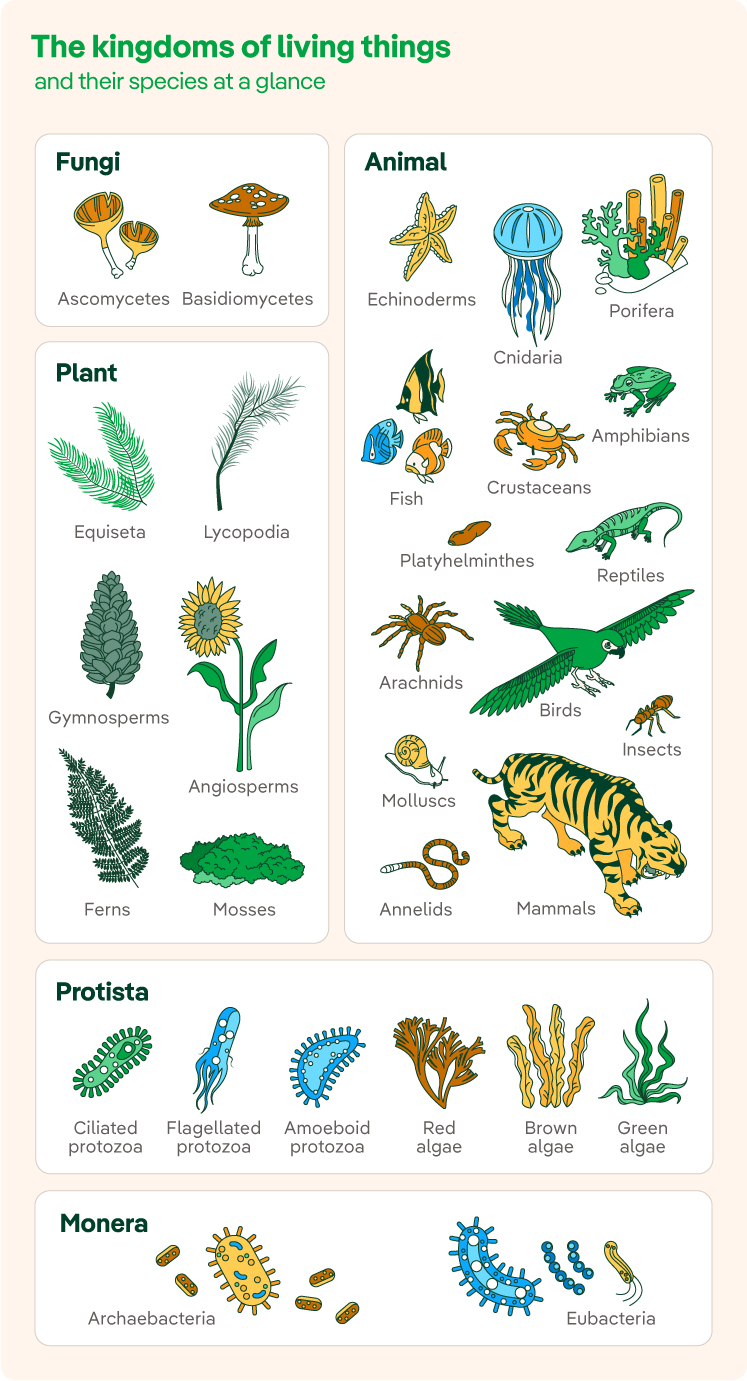 The kingdoms of living things
and their species at a glance
Fungi
Ascomycetes
Basidiomycetes
Plant
Equiseta
Lycopodia
Gymnosperms
Angiosperms
Ferns
Mosses
Animal
Echinoderms
Cnidaria
Porifera
Fish
Crustaceans
Amphibians
Platyhelminthes
Reptiles
Arachnids
Birds
Insects
Molluscs
Annelids
Mammals
Protista
Ciliated
protozoa
Flagellated
protozoa
Amoeboid
protozoa
Red
algae
Brown
algae
Green
algae
Monera
Archaebacteria
Eubacteria